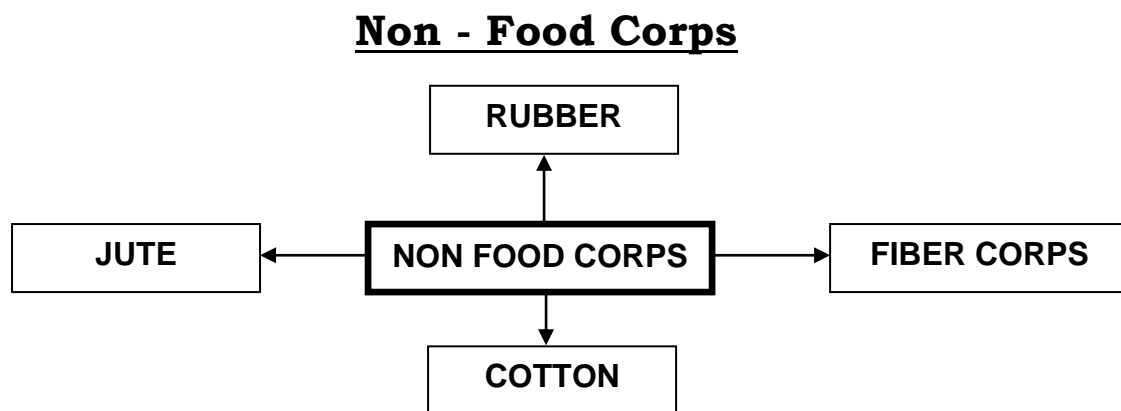 Non - Food Corps
RUBBER
JUTE
NON FOOD CORPS
FIBER CORPS
COTTON